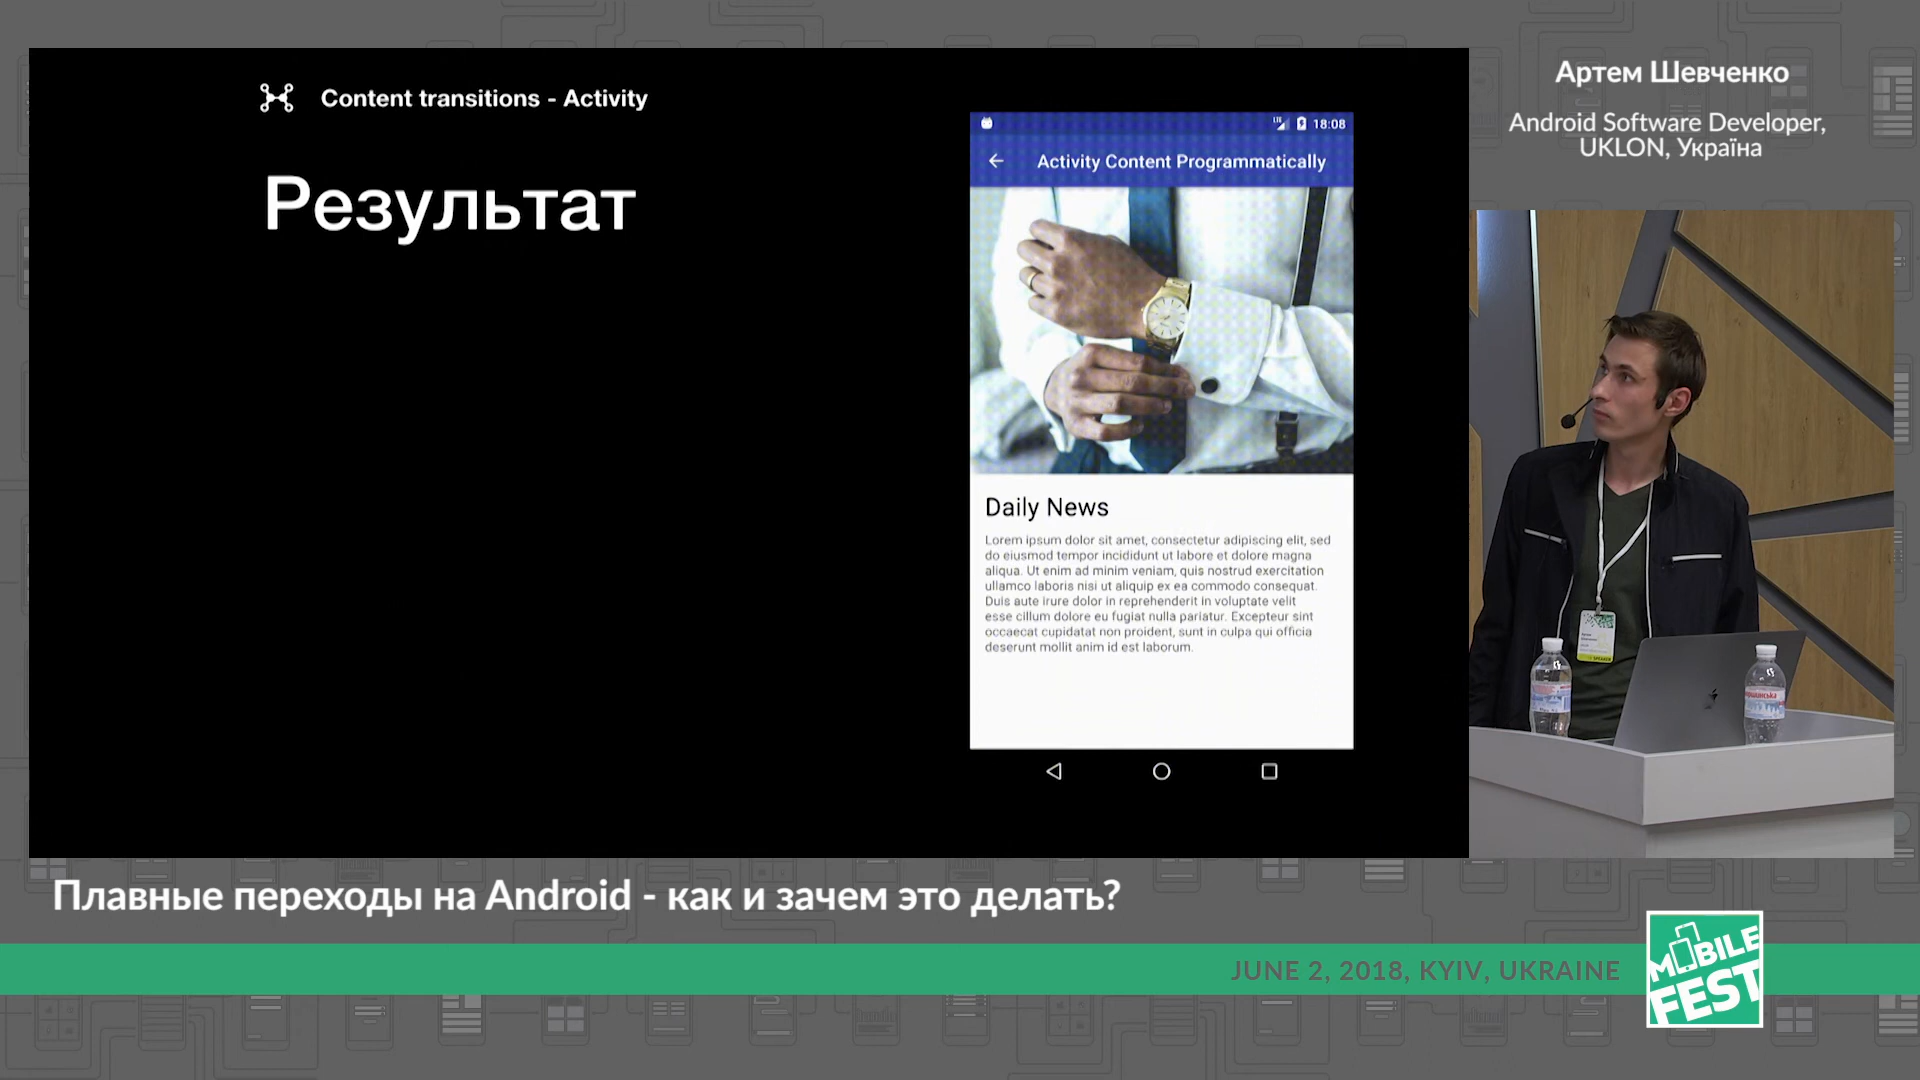 Content transitions - Activity
Результат
LTE
18:08
Activity Content Programmatically
Daily News
Lorem ipsum dolor sit amet, consectetur adipiscing elit, sed
do eiusmod tempor incididunt ut labore et dolore magna
aliqua. Ut enim ad minim veniam, quis nostrud exercitation
ullamco laboris nisi ut aliquip ex ea commodo consequat.
Duis aute irure dolor in reprehenderit in voluptate velit
esse cillum dolore eu fugiat nulla pariatur. Excepteur sint
occaecat cupidatat non proident, sunt in culpa qui officia
deserunt mollit anim id est laborum.
Артем Шевченко
Android Software Developer,
UKLON, Україна
SPEAKER
Плавные переходы на Android - как и зачем это делать?
JUNE 2, 2018, KYIV, UKRAINE
MOBILE
FEST